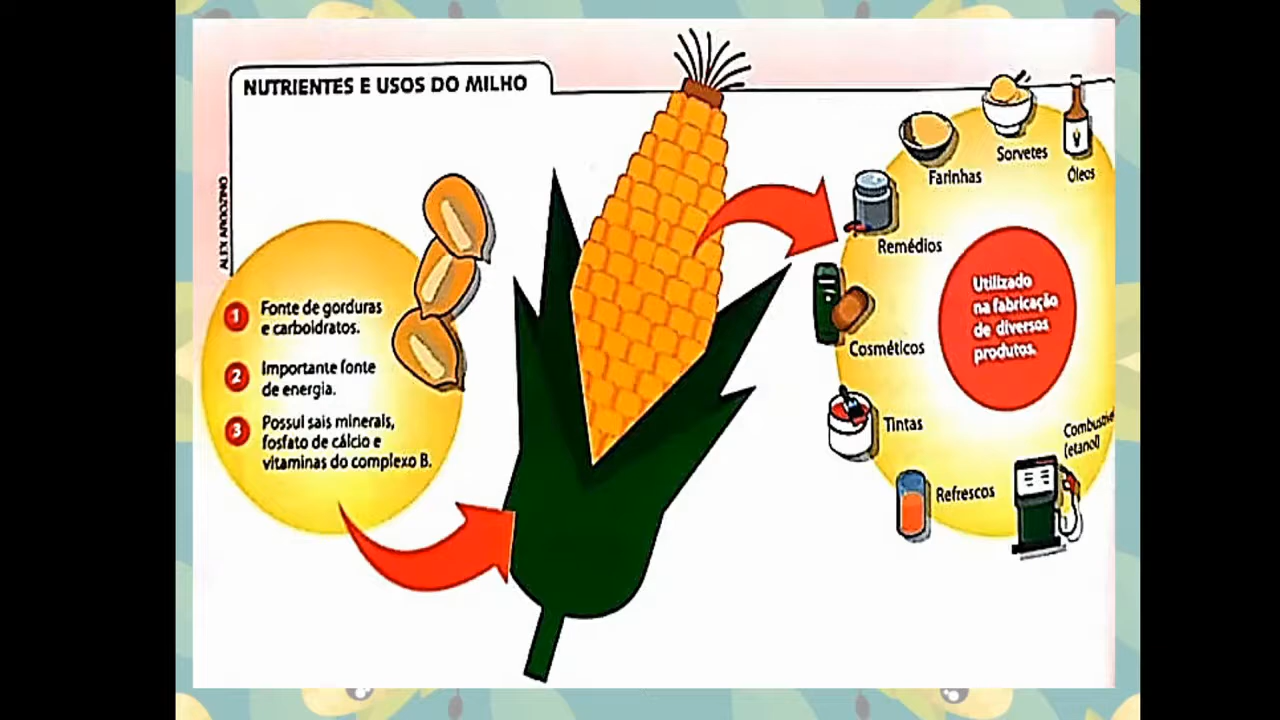 NUTRIENTES E USOS DO MILHO
ALEX ARGOZINO
1
Fonte de gorduras
e carboidratos.
2
Importante fonte
de energia.
3
Possui sais minerais,
fosfato de cálcio e
vitaminas do complexo B.
Sorvetes
Óleos
Farinhas
Remédios
Cosméticos
Tintas
Refrescos
Combustível
(etanol)
Utilizado
na fabricação
de diversos
produtos.